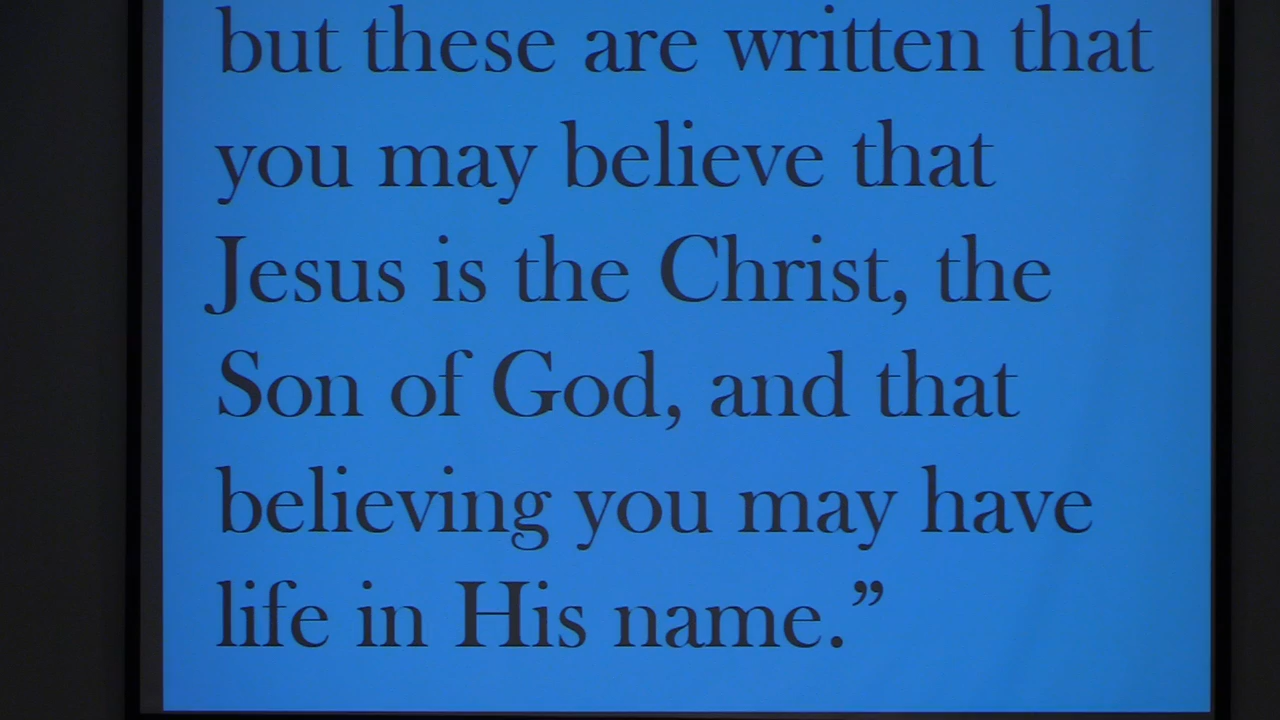 but these are written that
you may believe that
Jesus is the Christ, the
Son of God, and that
believing you may have
life in His name.”